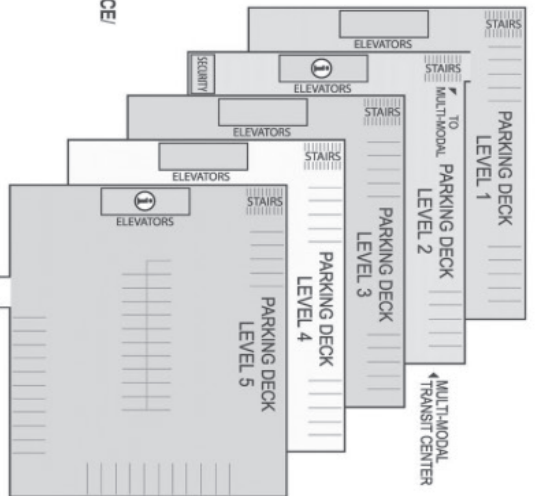 CE/
STAIRS
ELEVATORS
PARKING DECK
LEVEL 1
STAIRS
ELEVATORS
SECURITY
TO
MULTI-MODAL
PARKING DECK
LEVEL 2
STAIRS
ELEVATORS
PARKING DECK
LEVEL 3
STAIRS
ELEVATORS
PARKING DECK
LEVEL 4
STAIRS
ELEVATORS
PARKING DECK
LEVEL 5
MULTI-MODAL
TRANSIT CENTER